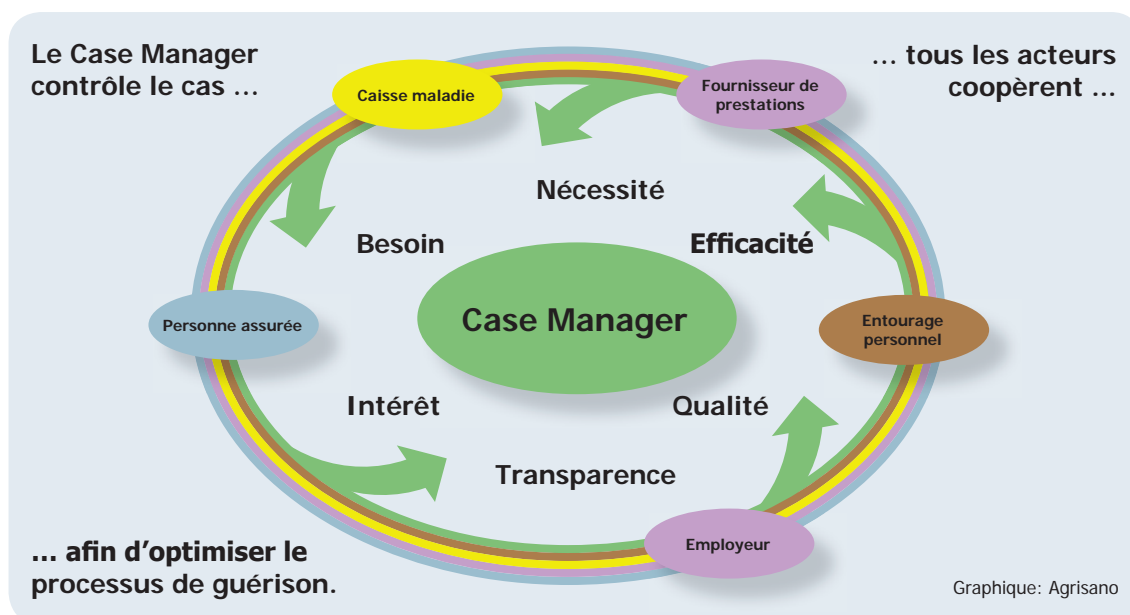 Le Case Manager
contrôle le cas ...
... tous les acteurs
coopèrent ...
Caisse maladie
Fournisseur de
prestations
Nécessité
Besoin
Efficacité
Case Manager
Personne assurée
Entourage
personnel
Intérêt
Qualité
Transparence
Employeur
... afin d’optimiser le
processus de guérison.
Graphique: Agrisano